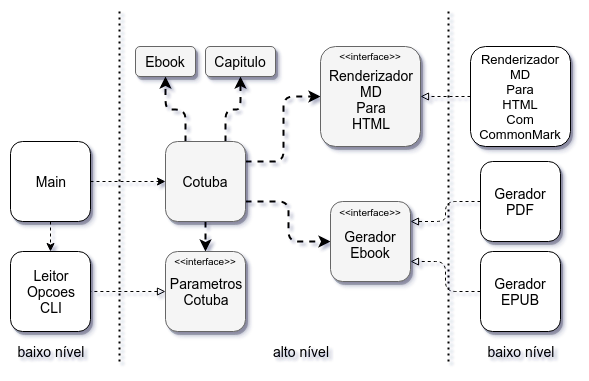 Ebook
Capitulo
<<interface>>
Renderizador
MD
Para
HTML
Renderizador
MD
Para
HTML
Com
CommonMark
Main
Cotuba
<<interface>>
Gerador
Ebook
Gerador
PDF
Leitor
Opcoes
CLI
<<interface>>
Parametros
Cotuba
Gerador
EPUB
baixo nível
alto nível
baixo nível